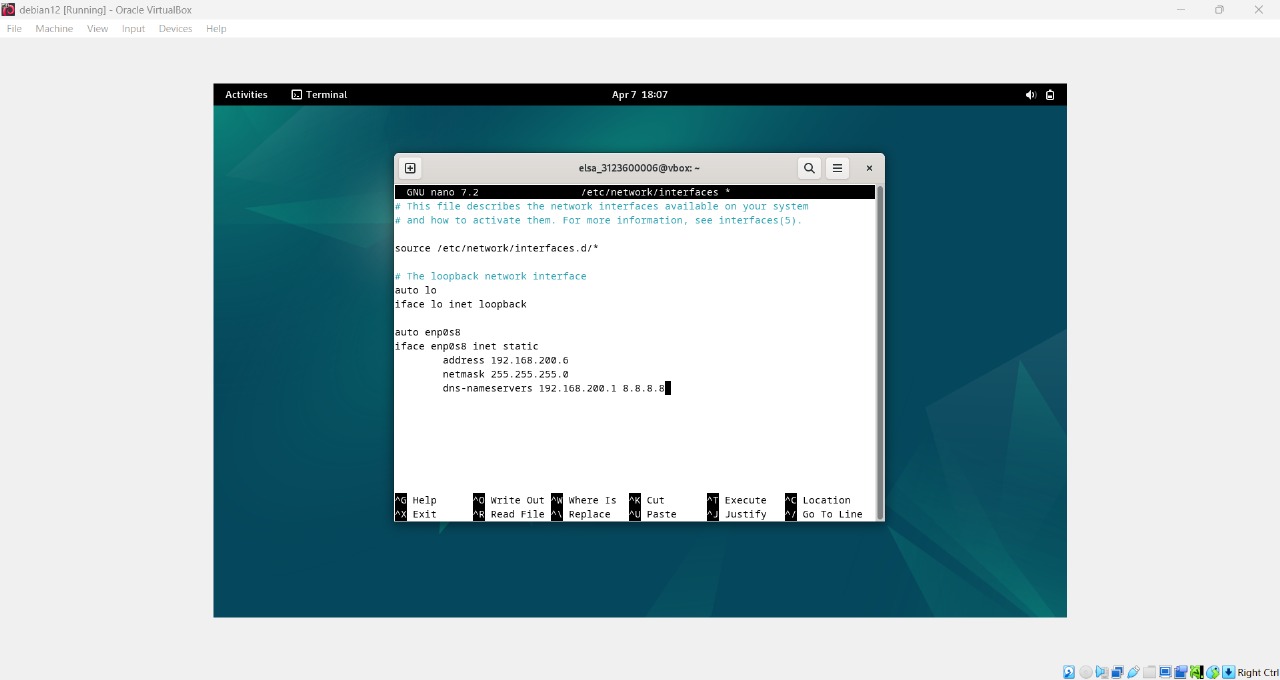 debian12 [Running] - Oracle VirtualBox
File Machine View Input Devices Help
Activities Terminal Apr 7 18:07
elsa_3123600006@vbox: ~
GNU nano 7.2 /etc/network/interfaces *
# This file describes the network interfaces available on your system
# and how to activate them. For more information, see interfaces(5).
source /etc/network/interfaces.d/*
# The loopback network interface
auto lo
iface lo inet loopback
auto enp0s8
iface enp0s8 inet static
address 192.168.200.6
netmask 255.255.255.0
dns-nameservers 192.168.200.1 8.8.8.8
^G Help ^O Write Out ^W Where Is ^K Cut ^T Execute ^C Location
^X Exit ^R Read File ^\ Replace ^U Paste ^J Justify ^/ Go To Line
Right Ctrl